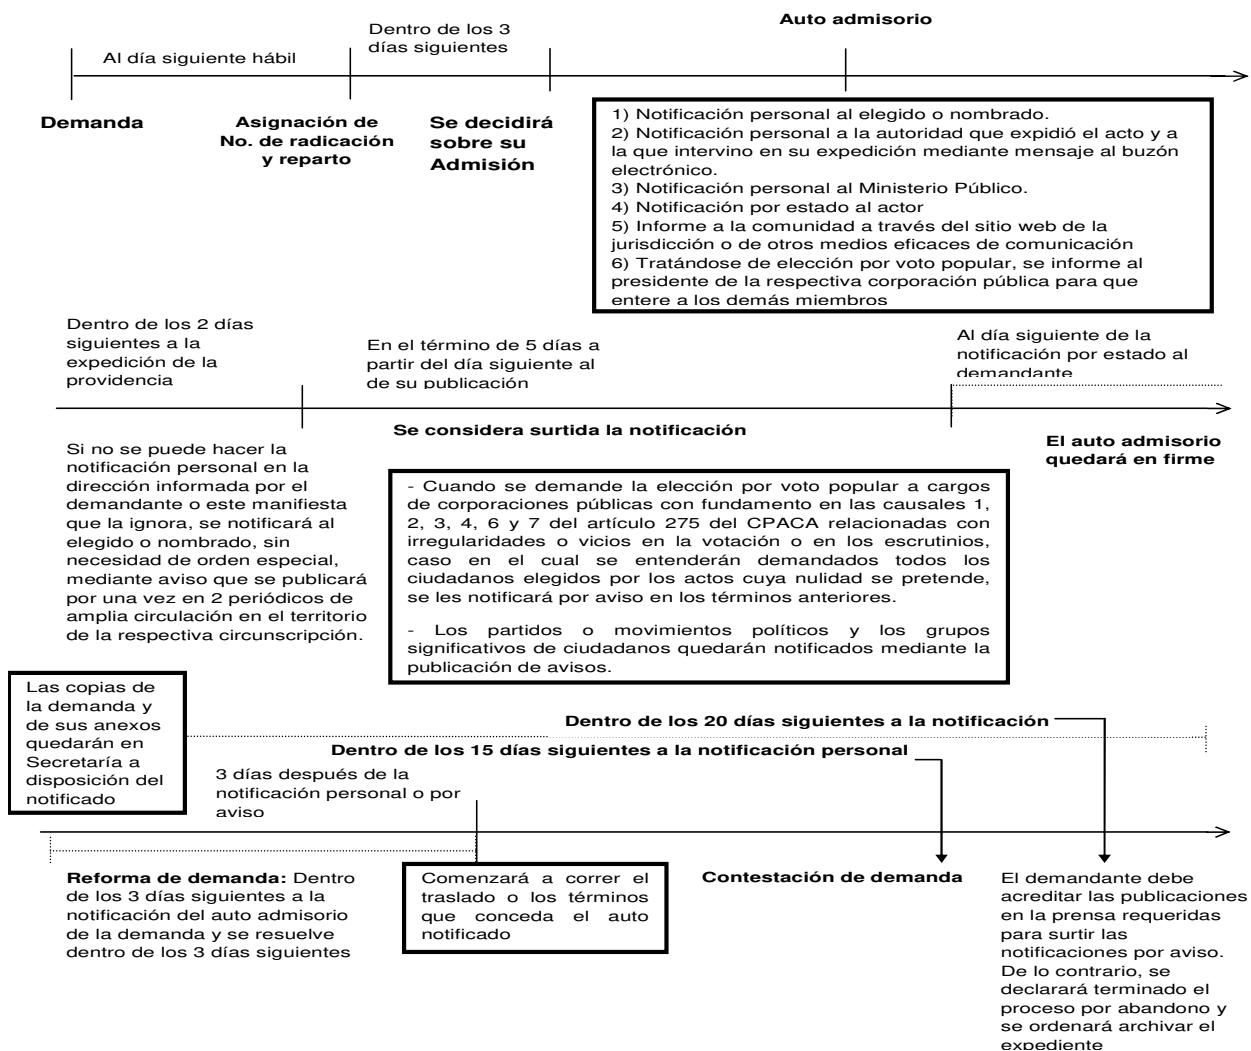 Auto admisorio
Dentro de los 3
días siguientes
Al día siguiente hábil
Demanda
Asignación de
No. de radicación
y reparto
Se decidirá
sobre su
Admisión
1) Notificación personal al elegido o nombrado.
2) Notificación personal a la autoridad que expidió el acto y a
la que intervino en su expedición mediante mensaje al buzón
electrónico.
3) Notificación personal al Ministerio Público.
4) Notificación por estado al actor
5) Informe a la comunidad a través del sitio web de la
jurisdicción o de otros medios eficaces de comunicación
6) Tratándose de elección por voto popular, se informe al
presidente de la respectiva corporación pública para que
entere a los demás miembros
Dentro de los 2 días
siguientes a la
expedición de la
providencia
En el término de 5 días a
partir del día siguiente al
de su publicación
Al día siguiente de la
notificación por estado al
demandante
Se considera surtida la notificación
El auto admisorio
quedará en firme
Si no se puede hacer la
notificación personal en la
dirección informada por el
demandante o este manifiesta
que la ignora, se notificará al
elegido o nombrado, sin
necesidad de orden especial,
mediante aviso que se publicará
por una vez en 2 periódicos de
amplia circulación en el territorio
de la respectiva circunscripción.
- Cuando se demande la elección por voto popular a cargos
de corporaciones públicas con fundamento en las causales 1,
2, 3, 4, 6 y 7 del artículo 275 del CPACA relacionadas con
irregularidades o vicios en la votación o en los escrutinios,
caso en el cual se entenderán demandados todos los
ciudadanos elegidos por los actos cuya nulidad se pretende,
se les notificará por aviso en los términos anteriores.
- Los partidos o movimientos políticos y los grupos
significativos de ciudadanos quedarán notificados mediante la
publicación de avisos.
Las copias de
la demanda y
de sus anexos
quedarán en
Secretaría a
disposición del
notificado
Dentro de los 20 días siguientes a la notificación
Dentro de los 15 días siguientes a la notificación personal
3 días después de la
notificación personal o por
aviso
Reforma de demanda: Dentro
de los 3 días siguientes a la
notificación del auto admisorio
de la demanda y se resuelve
dentro de los 3 días siguientes
Comenzará a correr el
traslado o los términos
que conceda el auto
notificado
Contestación de demanda
El demandante debe
acreditar las publicaciones
en la prensa requeridas
para surtir las
notificaciones por aviso.
De lo contrario, se
declarará terminado el
proceso por abandono y
se ordenará archivar el
expediente